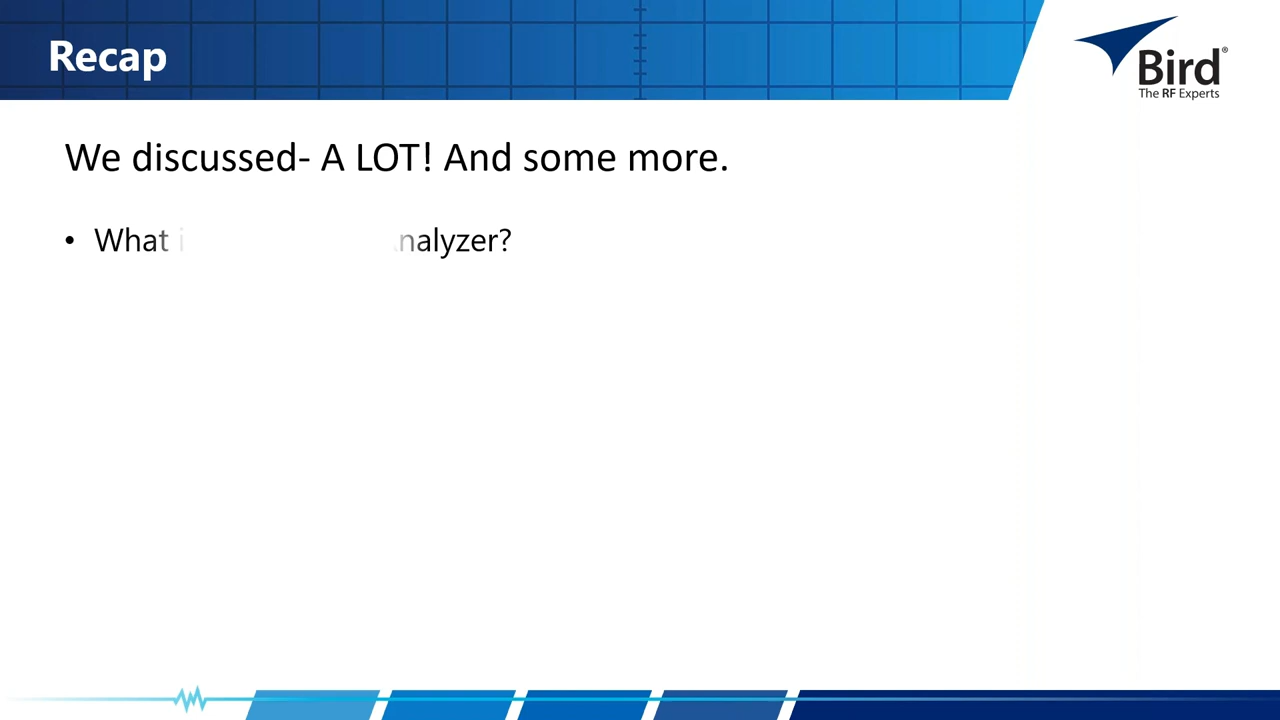 Recap
Bird®
The RF Experts
We discussed- A LOT! And some more.
• What nalyzer?